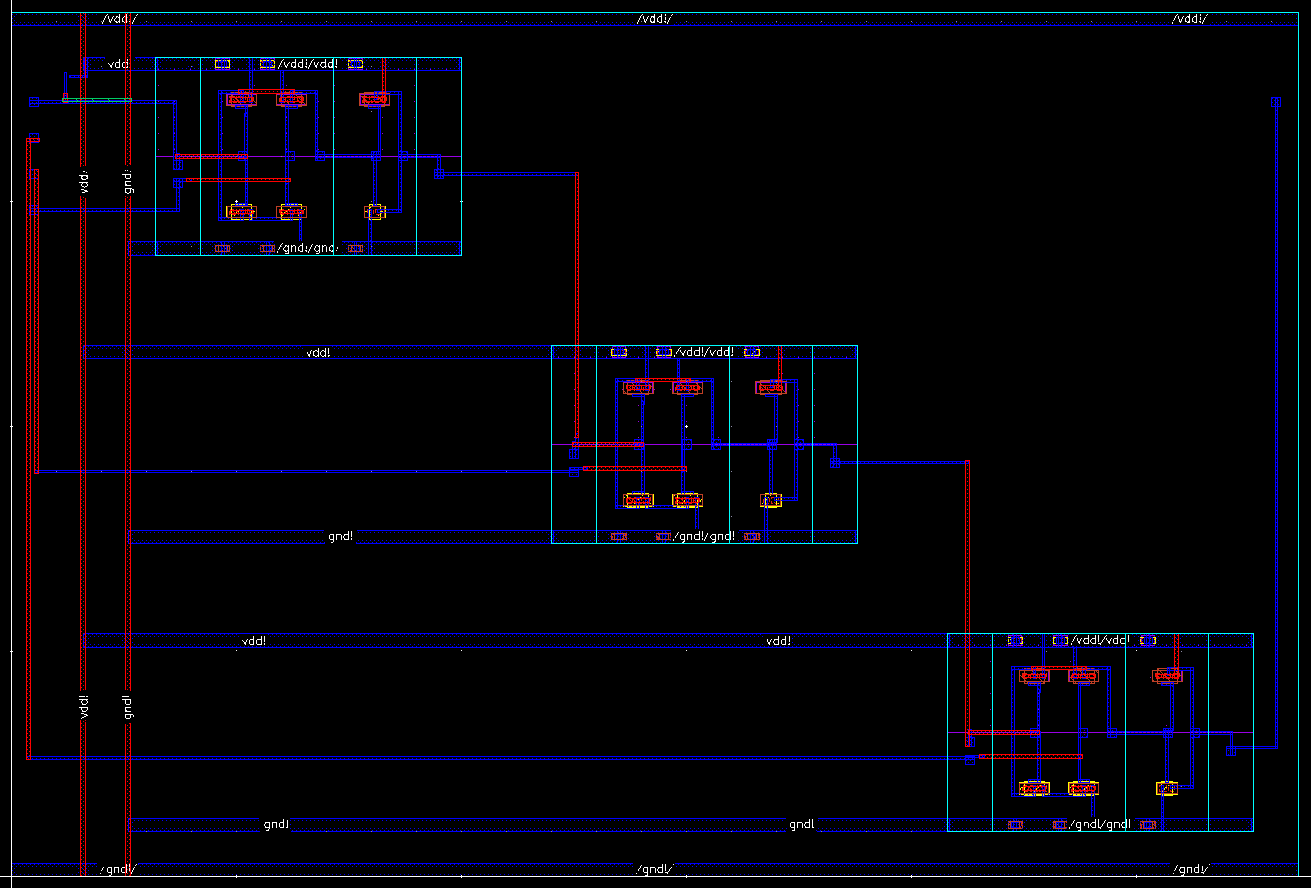 /vdd!/ /vdd!/ /vdd!/
vdd /vdd!/vdd!
vdd! gnd!
/gnd!/gnd!
vdd! /vdd!/vdd!
gnd! /gnd!/gnd!
vdd! vdd! /vdd!/vdd!
vdd! gnd!
gnd! gnd! /gnd!/gnd!
/gnd!/ /gnd!/ /gnd!/